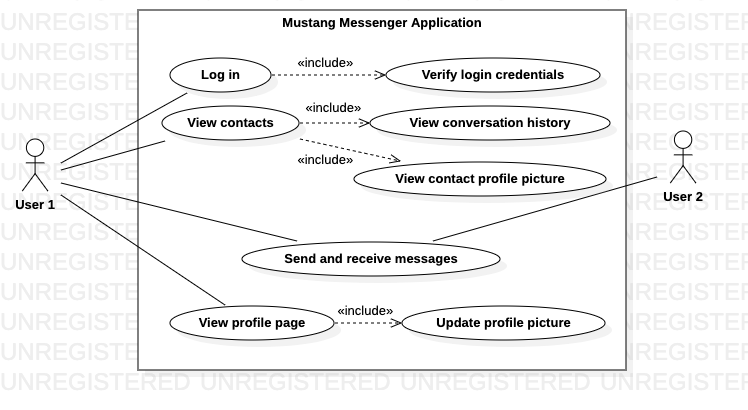 Mustang Messenger Application
Log in
«include»
Verify login credentials
View contacts
«include»
View conversation history
«include»
View contact profile picture
User 1
User 2
Send and receive messages
View profile page
«include»
Update profile picture
UNREGISTERED UNREGISTERED UNREGISTERED UNREGISTERED